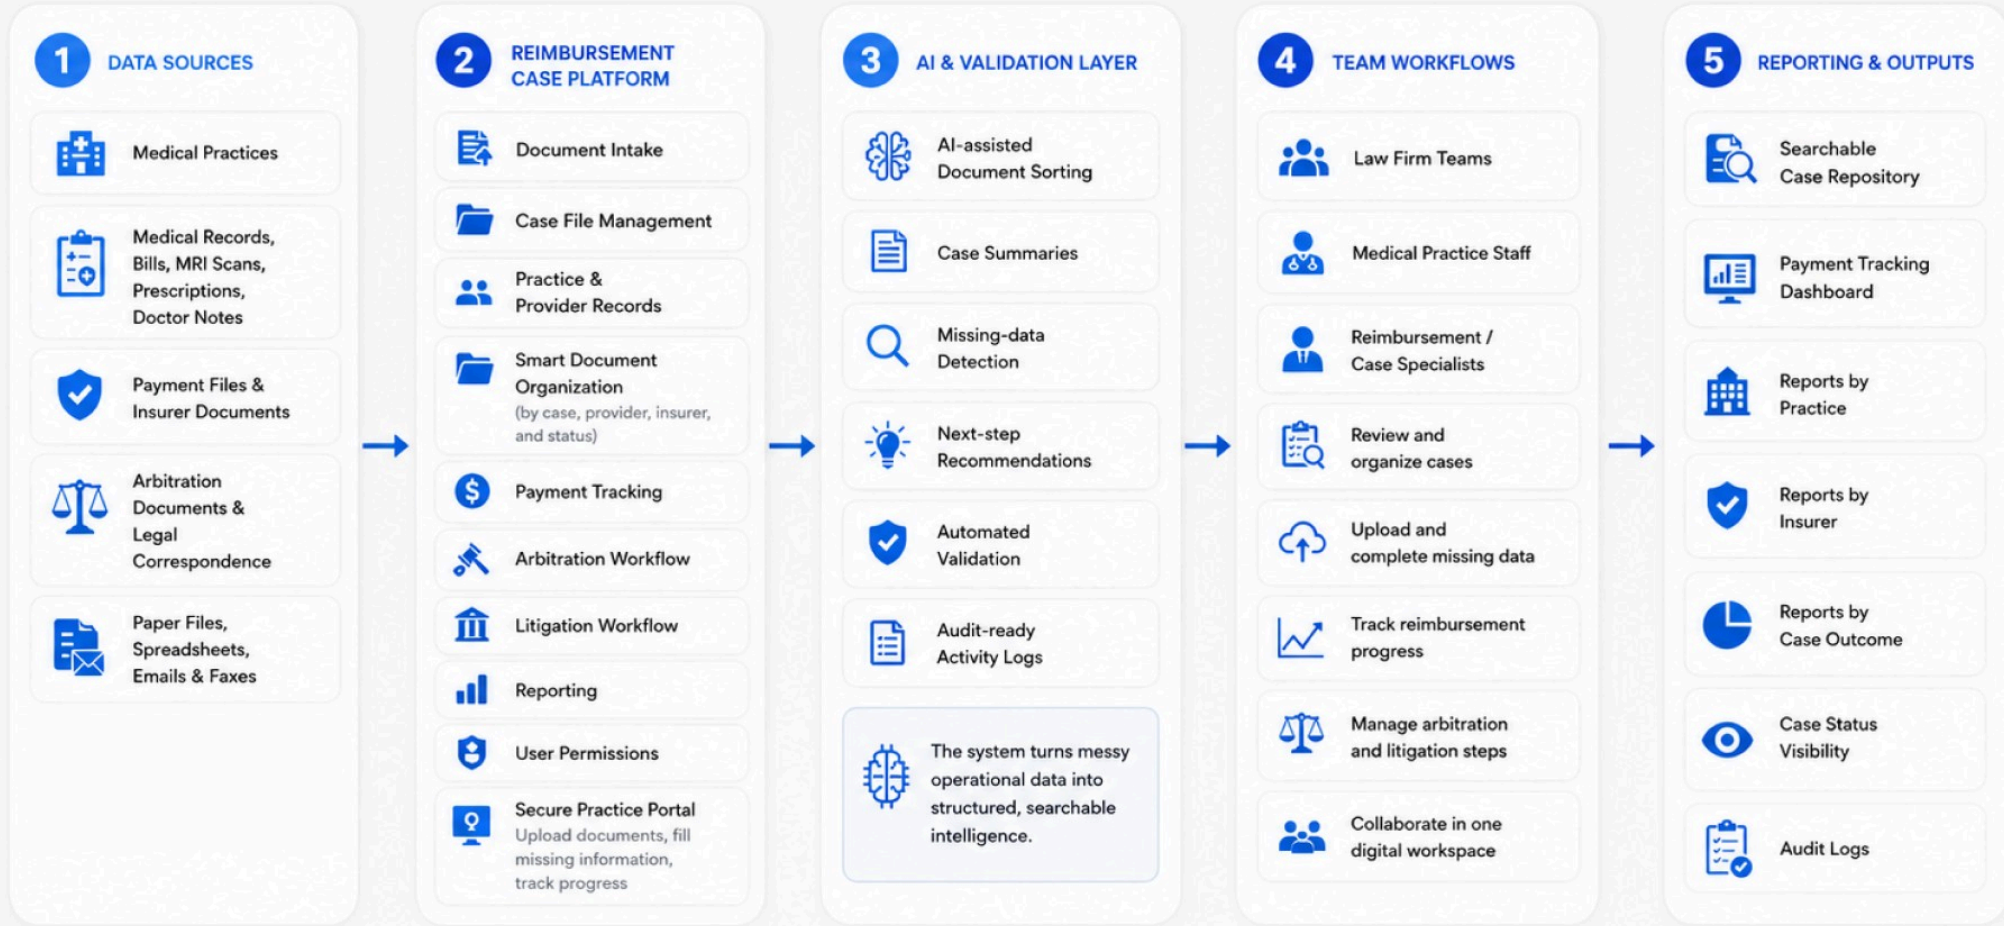 1
DATA SOURCES
Medical Practices
Medical Records,
Bills, MRI Scans,
Prescriptions,
Doctor Notes
Payment Files &
Insurer Documents
Arbitration
Documents &
Legal
Correspondence
Paper Files,
Spreadsheets,
Emails & Faxes
2
REIMBURSEMENT
CASE PLATFORM
Document Intake
Case File Management
Practice &
Provider Records
Smart Document
Organization
(by case, provider, insurer,
and status)
$
Payment Tracking
Arbitration Workflow
Litigation Workflow
Reporting
User Permissions
Secure Practice Portal
Upload documents, fill
missing information,
track progress
3
AI & VALIDATION LAYER
AI-assisted
Document Sorting
Case Summaries
Missing-data
Detection
Next-step
Recommendations
Automated
Validation
Audit-ready
Activity Logs
The system turns messy
operational data into
structured, searchable
intelligence.
4
TEAM WORKFLOWS
Law Firm Teams
Medical Practice Staff
Reimbursement /
Case Specialists
Review and
organize cases
Upload and
complete missing data
Track reimbursement
progress
Manage arbitration
and litigation steps
Collaborate in one
digital workspace
5
REPORTING & OUTPUTS
Searchable
Case Repository
Payment Tracking
Dashboard
Reports by
Practice
Reports by
Insurer
Reports by
Case Outcome
Case Status
Visibility
Audit Logs